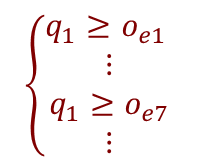 q₁ ≥ oₑ₁
⋮
q₁ ≥ oₑ₇
⋮